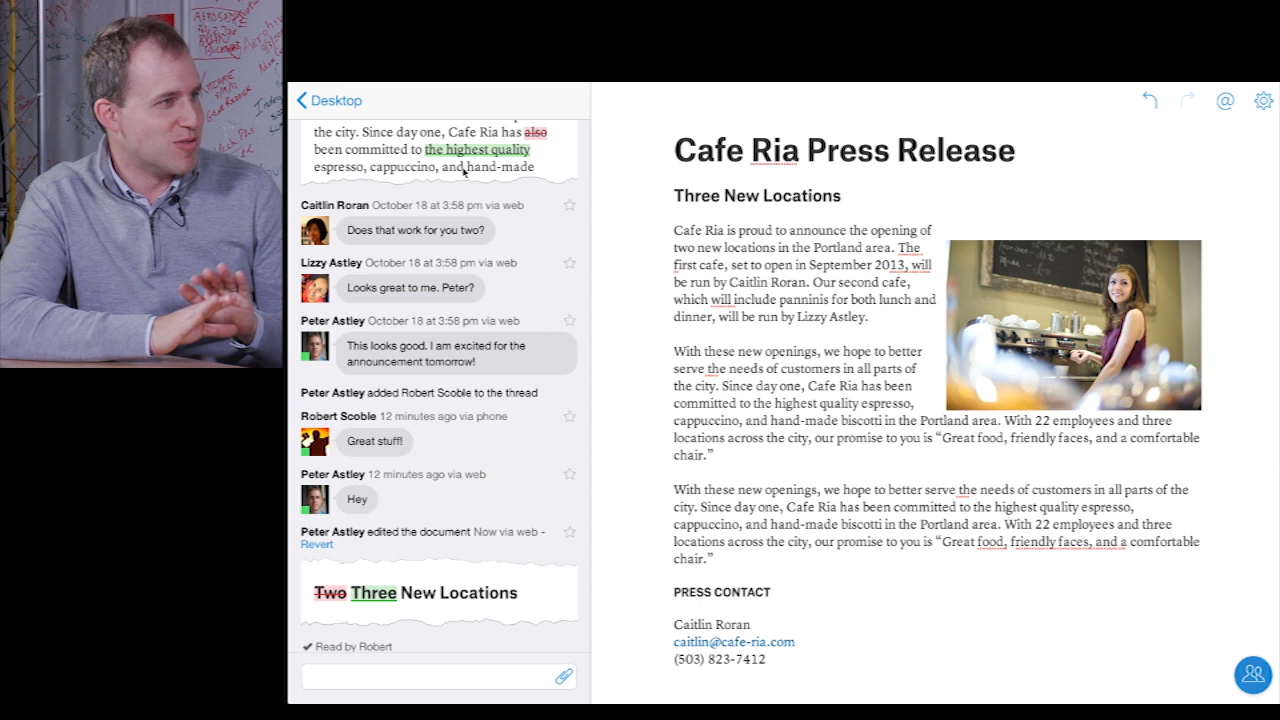 Desktop
the city. Since day one, Cafe Ria has also
been committed to the highest quality
espresso, cappuccino, and hand-made
Caitlin Roran October 18 at 3:58 pm via web
Does that work for you two?
Lizzy Astley October 18 at 3:58 pm via web
Looks great to me. Peter?
Peter Astley October 18 at 3:58 pm via web
This looks good. I am excited for the
announcement tomorrow!
Peter Astley added Robert Scoble to the thread
Robert Scoble 12 minutes ago via phone
Great stuff!
Peter Astley 12 minutes ago via web
Hey
Peter Astley edited the document Now via web -
Revert
Two Three New Locations
Read by Robert
Cafe Ria Press Release
Three New Locations
Cafe Ria is proud to announce the opening of
two new locations in the Portland area. The
first cafe, set to open in September 2013, will
be run by Caitlin Roran. Our second cafe,
which will include panninis for both lunch and
dinner, will be run by Lizzy Astley.
With these new openings, we hope to better
serve the needs of customers in all parts of
the city. Since day one, Cafe Ria has been
committed to the highest quality espresso,
cappuccino, and hand-made biscotti in the Portland area. With 22 employees and three
locations across the city, our promise to you is “Great food, friendly faces, and a comfortable
chair.”
With these new openings, we hope to better serve the needs of customers in all parts of the
city. Since day one, Cafe Ria has been committed to the highest quality espresso,
cappuccino, and hand-made biscotti in the Portland area. With 22 employees and three
locations across the city, our promise to you is “Great food, friendly faces, and a comfortable
chair.”
PRESS CONTACT
Caitlin Roran
caitlin@cafe-ria.com
(503) 823-7412